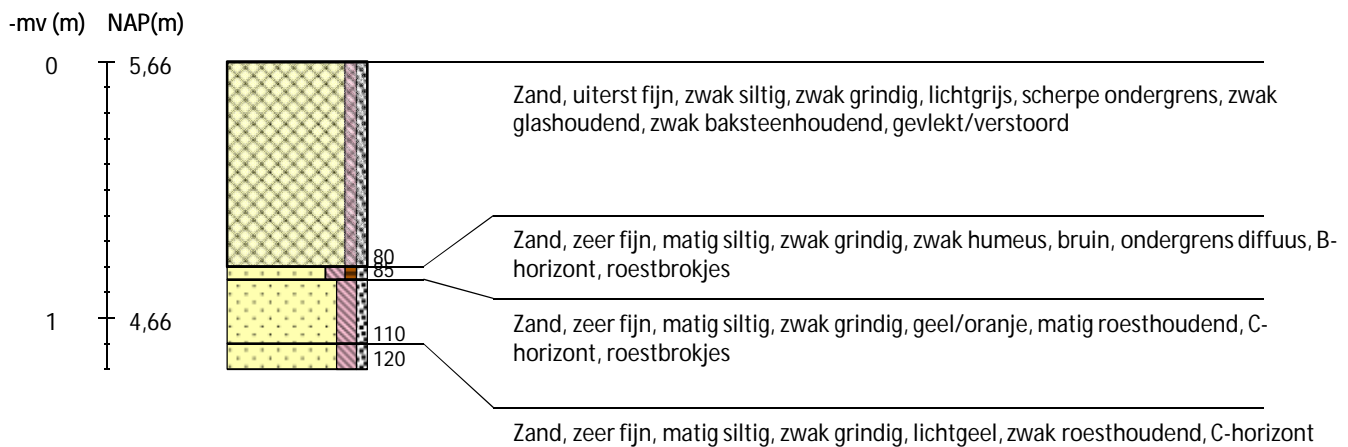 -mv (m) NAP(m)
0 5,66
Zand, uiterst fijn, zwak siltig, zwak grindig, lichtgrijs, scherpe ondergrens, zwak
glashoudend, zwak baksteenhoudend, gevlekt/verstoord
80
85
Zand, zeer fijn, matig siltig, zwak grindig, zwak humeus, bruin, ondergrens diffuus, B-
horizont, roestbrokjes
1 4,66
110
120
Zand, zeer fijn, matig siltig, zwak grindig, geel/oranje, matig roesthoudend, C-
horizont, roestbrokjes
Zand, zeer fijn, matig siltig, zwak grindig, lichtgeel, zwak roesthoudend, C-horizont